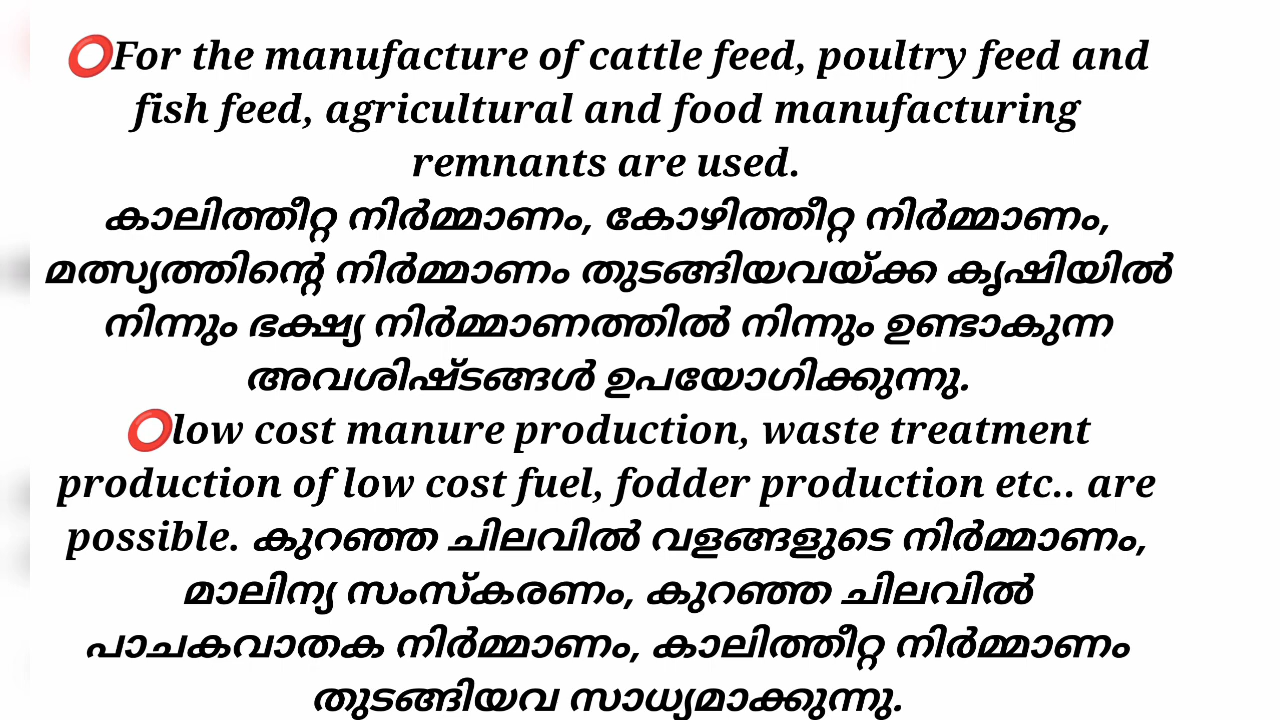 ⭕For the manufacture of cattle feed, poultry feed and
fish feed, agricultural and food manufacturing
remnants are used.
കാലിത്തീറ്റ നിർമ്മാണം, കോഴിത്തീറ്റ നിർമ്മാണം,
മത്സ്യത്തിന്റെ നിർമ്മാണം തുടങ്ങിയവയ്ക്ക കൃഷിയിൽ
നിന്നും ഭക്ഷ്യ നിർമ്മാണത്തിൽ നിന്നും ഉണ്ടാകുന്ന
അവശിഷ്ടങ്ങൾ ഉപയോഗിക്കുന്നു.
⭕low cost manure production, waste treatment
production of low cost fuel, fodder production etc.. are
possible. കുറഞ്ഞ ചിലവിൽ വളങ്ങളുടെ നിർമ്മാണം,
മാലിന്യ സംസ്കരണം, കുറഞ്ഞ ചിലവിൽ
പാചകവാതക നിർമ്മാണം, കാലിത്തീറ്റ നിർമ്മാണം
തുടങ്ങിയവ സാധ്യമാക്കുന്നു.